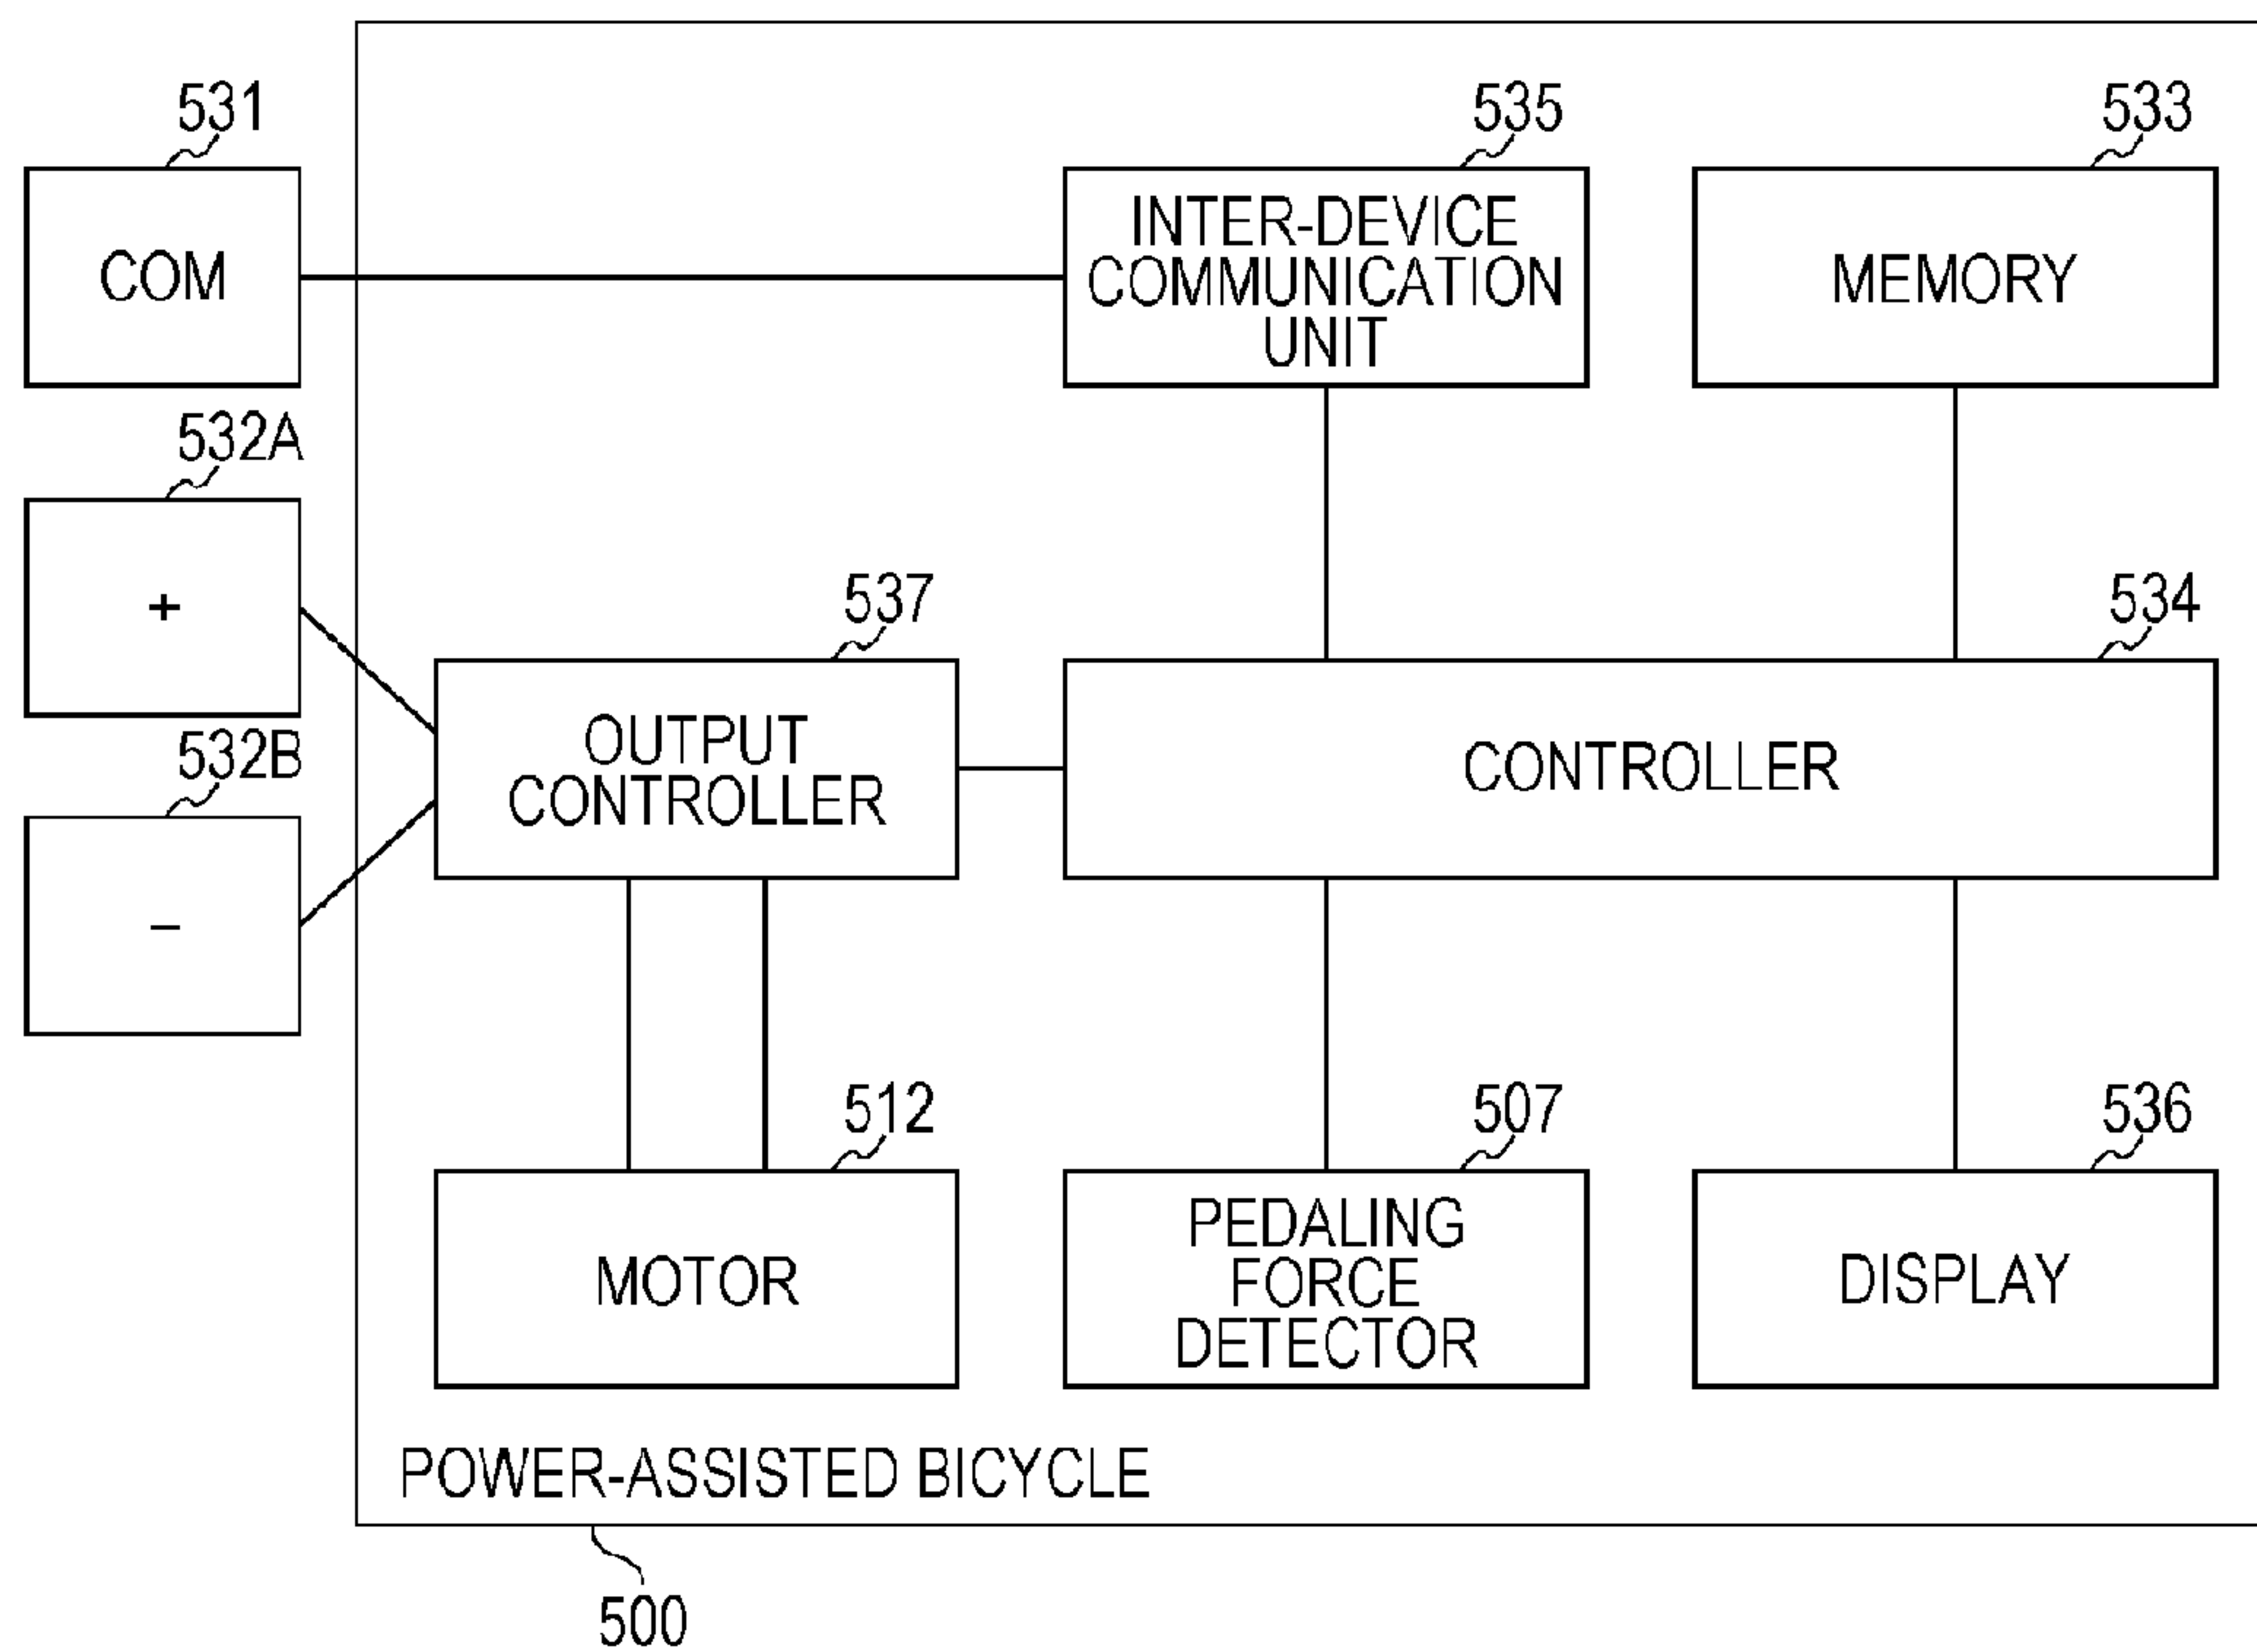 531
535
533
COM
INTER-DEVICE
COMMUNICATION
UNIT
MEMORY
532A
+
537
534
532B
OUTPUT
CONTROLLER
CONTROLLER
−
512
507
536
MOTOR
PEDALING
FORCE
DETECTOR
DISPLAY
POWER-ASSISTED BICYCLE
500